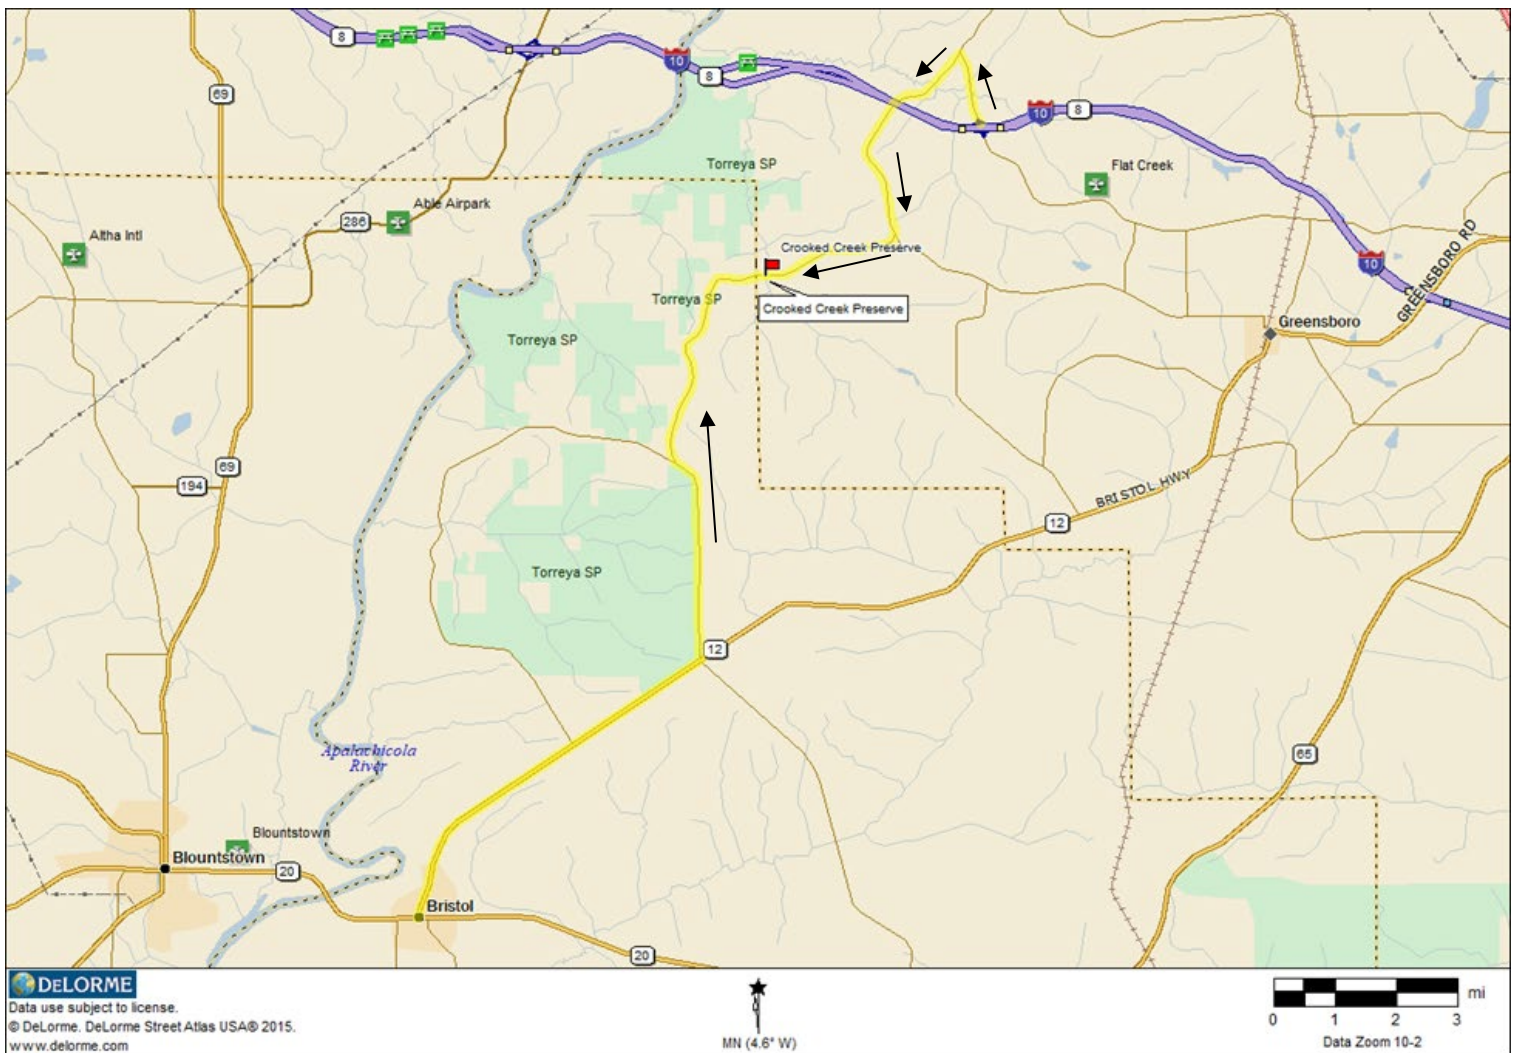 8
10
8
10
8
69
Torreya SP
Flat Creek
286
Able Airpark
Altha Intl
Crooked Creek Preserve
10
GREENSBORO RD
Torreya SP
Crooked Creek Preserve
Greensboro
Torreya SP
69
194
BRISTOL HWY
12
Torreya SP
12
Apalachicola
River
65
Blountstown
Blountstown
20
Bristol
20
DELORME
Data use subject to license.
© DeLorme. DeLorme Street Atlas USA® 2015.
www.delorme.com
MN (4.6° W)
mi
0 1 2 3
Data Zoom 10-2